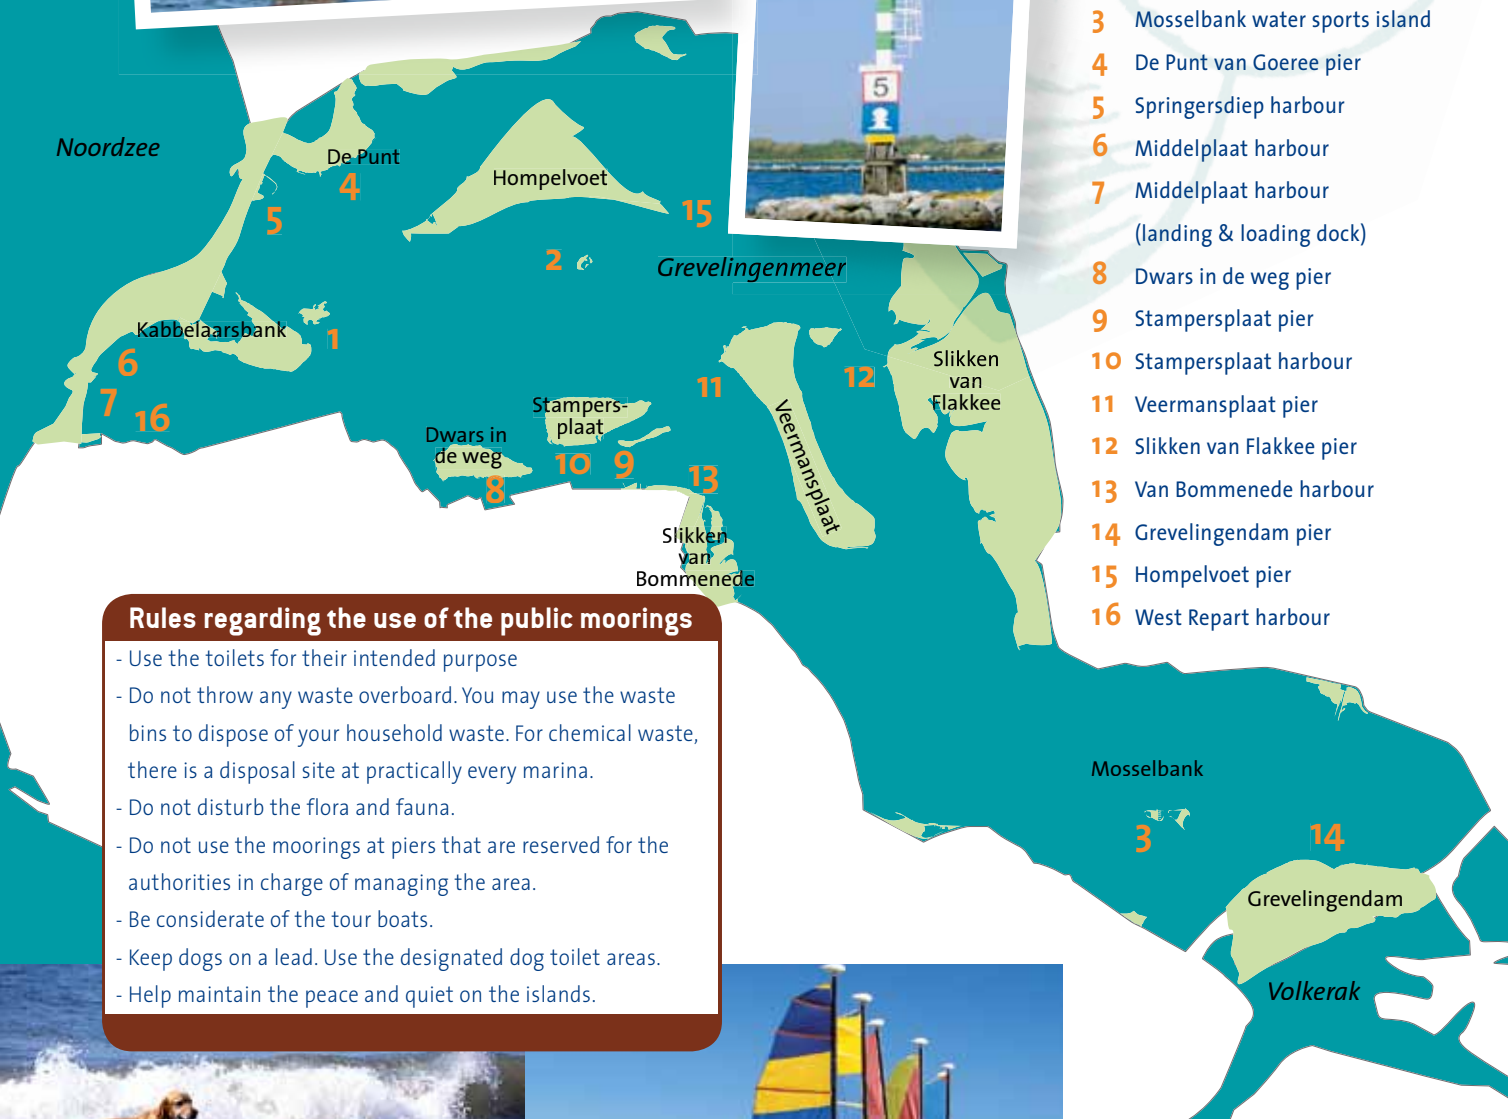 Noordzee
De Punt
4
5
Hompelvoet
15
2
Grevelingenmeer
5
Kabbelaarsbank
1
6
7
16
Stampers-
plaat
Dwars in
de weg
8
10
9
11
12
13
Veermansplaat
Slikken
van
Flakkee
Slikken
van
Bommenede
Mosselbank
3
14
Grevelingendam
Volkerak
3 Mosselbank water sports island
4 De Punt van Goeree pier
5 Springersdiep harbour
6 Middelplaat harbour
7 Middelplaat harbour
(landing & loading dock)
8 Dwars in de weg pier
9 Stampersplaat pier
10 Stampersplaat harbour
11 Veermansplaat pier
12 Slikken van Flakkee pier
13 Van Bommenede harbour
14 Grevelingendam pier
15 Hompelvoet pier
16 West Repart harbour
Rules regarding the use of the public moorings
- Use the toilets for their intended purpose
- Do not throw any waste overboard. You may use the waste
bins to dispose of your household waste. For chemical waste,
there is a disposal site at practically every marina.
- Do not disturb the flora and fauna.
- Do not use the moorings at piers that are reserved for the
authorities in charge of managing the area.
- Be considerate of the tour boats.
- Keep dogs on a lead. Use the designated dog toilet areas.
- Help maintain the peace and quiet on the islands.